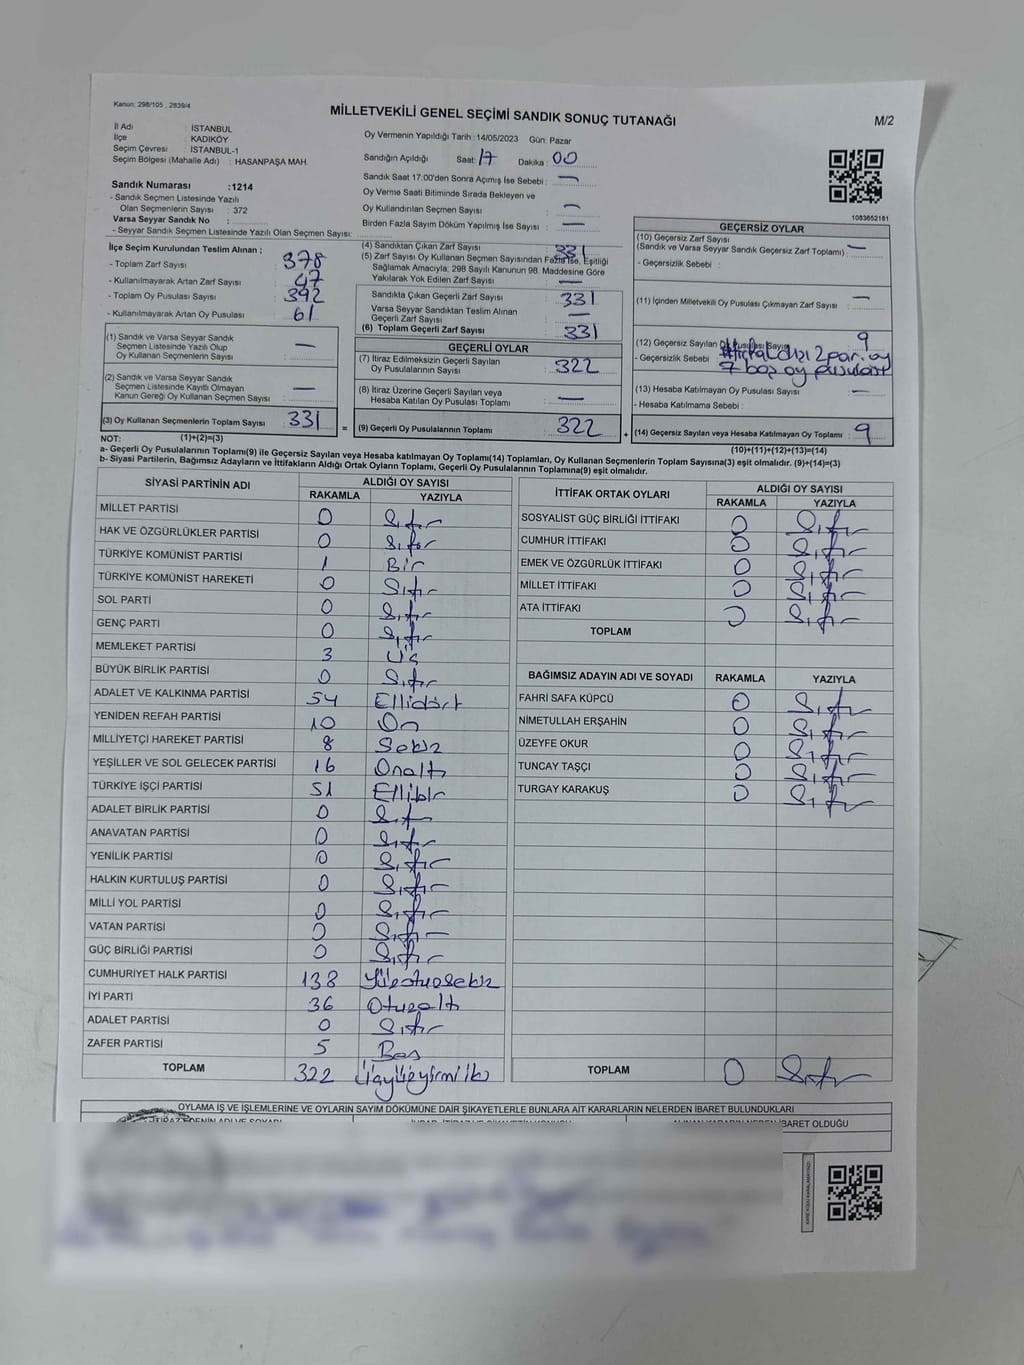 Kanun: 298/105 , 2839/4
MİLLETVEKİLİ GENEL SEÇİMİ SANDIK SONUÇ TUTANAĞI
M/2
İl Adı : İSTANBUL
İlçe : KADIKÖY
Seçim Çevresi : İSTANBUL-1
Seçim Bölgesi (Mahalle Adı) : HASANPAŞA MAH.
Oy Vermenin Yapıldığı Tarih : 14/05/2023 Gün: Pazar
Sandığın Açıldığı Saat: 17 Dakika : 00
Sandık Saat 17:00'den Sonra Açımış İse Sebebi : —
Oy Verme Saati Bitiminde Sırada Bekleyen ve
Oy Kullandırılan Seçmen Sayısı : —
Birden Fazla Sayım Döküm Yapılmış İse Sayısı : —
Sandık Numarası :1214
- Sandık Seçmen Listesinde Yazılı
Olan Seçmenlerin Sayısı : 372
Varsa Seyyar Sandık No :
- Seyyar Sandık Seçmen Listesinde Yazılı Olan Seçmen Sayısı:
1083652181
İlçe Seçim Kurulundan Teslim Alınan ;
- Toplam Zarf Sayısı : 378
- Kullanılmayarak Artan Zarf Sayısı : 47
- Toplam Oy Pusulası Sayısı : 392
- Kullanılmayarak Artan Oy Pusulası : 61
(1) Sandık ve Varsa Seyyar Sandık
Seçmen Listesinde Yazılı Olup
Oy Kullanan Seçmenlerin Sayısı : —
(2) Sandık ve Varsa Seyyar Sandık
Seçmen Listesinde Kayıtlı Olmayan
Kanun Gereği Oy Kullanan Seçmen Sayısı : —
(3) Oy Kullanan Seçmenlerin Toplam Sayısı : 331
(4) Sandıktan Çıkan Zarf Sayısı : 331
(5) Zarf Sayısı Oy Kullanan Seçmen Sayısından Fazla İse, Eşitliği
Sağlamak Amacıyla; 298 Sayılı Kanunun 98. Maddesine Göre
Yakılarak Yok Edilen Zarf Sayısı : —
Sandıkta Çıkan Geçerli Zarf Sayısı : 331
Varsa Seyyar Sandıktan Teslim Alınan
Geçerli Zarf Sayısı : —
(6) Toplam Geçerli Zarf Sayısı : 331
GEÇERLİ OYLAR
(7) İtiraz Edilmeksizin Geçerli Sayılan
Oy Pusulalarının Sayısı : 322
(8) İtiraz Üzerine Geçerli Sayılan veya
Hesaba Katılan Oy Pusulası Toplamı : —
= (9) Geçerli Oy Pusulalarının Toplamı : 322 +
GEÇERSİZ OYLAR
(10) Geçersiz Zarf Sayısı
(Sandık ve Varsa Seyyar Sandık Geçersiz Zarf Toplamı) : —
- Geçersizlik Sebebi :
(11) İçinden Milletvekili Oy Pusulası Çıkmayan Zarf Sayısı : —
(12) Geçersiz Sayılan Oy Pusulası Sayısı : 9
- Geçersizlik Sebebi :
7 boş oy pusulası
(13) Hesaba Katılmayan Oy Pusulası Sayısı : —
- Hesaba Katılmama Sebebi :
(14) Geçersiz Sayılan veya Hesaba Katılmayan Oy Toplamı : 9
NOT: (1)+(2)=(3) (10)+(11)+(12)+(13)=(14)
a- Geçerli Oy Pusulalarının Toplamı(9) ile Geçersiz Sayılan veya Hesaba katılmayan Oy Toplamı(14) Toplamları, Oy Kullanan Seçmenlerin Toplam Sayısına(3) eşit olmalıdır. (9)+(14)=(3)
b- Siyasi Partilerin, Bağımsız Adayların ve İttifakların Aldığı Ortak Oyların Toplamı, Geçerli Oy Pusulalarının Toplamına(9) eşit olmalıdır.
SİYASİ PARTİNİN ADI ALDIĞI OY SAYISI
RAKAMLA YAZIYLA
MİLLET PARTİSİ 0 Sıfır
HAK VE ÖZGÜRLÜKLER PARTİSİ 0 Sıfır
TÜRKİYE KOMÜNİST PARTİSİ 1 Bir
TÜRKİYE KOMÜNİST HAREKETİ 0 Sıfır
SOL PARTİ 0 Sıfır
GENÇ PARTİ 0 Sıfır
MEMLEKET PARTİSİ 3 Üç
BÜYÜK BİRLİK PARTİSİ 0 Sıfır
ADALET VE KALKINMA PARTİSİ 54 Ellidört
YENİDEN REFAH PARTİSİ 10 On
MİLLİYETÇİ HAREKET PARTİSİ 8 Sekiz
YEŞİLLER VE SOL GELECEK PARTİSİ 16 Onaltı
TÜRKİYE İŞÇİ PARTİSİ 51 Ellibir
ADALET BİRLİK PARTİSİ 0 Sıfır
ANAVATAN PARTİSİ 0 Sıfır
YENİLİK PARTİSİ 0 Sıfır
HALKIN KURTULUŞ PARTİSİ 0 Sıfır
MİLLİ YOL PARTİSİ 0 Sıfır
VATAN PARTİSİ 0 Sıfır
GÜÇ BİRLİĞİ PARTİSİ 0 Sıfır
CUMHURİYET HALK PARTİSİ 138 Yüzotuzsekiz
İYİ PARTİ 36 Otuzaltı
ADALET PARTİSİ 0 Sıfır
ZAFER PARTİSİ 5 Beş
TOPLAM 322 Üçyüzyirmiiki
İTTİFAK ORTAK OYLARI ALDIĞI OY SAYISI
RAKAMLA YAZIYLA
SOSYALİST GÜÇ BİRLİĞİ İTTİFAKI 0 Sıfır
CUMHUR İTTİFAKI 0 Sıfır
EMEK VE ÖZGÜRLÜK İTTİFAKI 0 Sıfır
MİLLET İTTİFAKI 0 Sıfır
ATA İTTİFAKI 0 Sıfır
TOPLAM
BAĞIMSIZ ADAYIN ADI VE SOYADI RAKAMLA YAZIYLA
FAHRİ SAFA KÜPCÜ 0 Sıfır
NİMETULLAH ERŞAHİN 0 Sıfır
ÜZEYFE OKUR 0 Sıfır
TUNCAY TAŞÇI 0 Sıfır
TURGAY KARAKUŞ 0 Sıfır
TOPLAM 0 Sıfır
OYLAMA İŞ VE İŞLEMLERİNE VE OYLARIN SAYIM DÖKÜMÜNE DAİR ŞİKAYETLERLE BUNLARA AİT KARARLARIN NELERDEN İBARET BULUNDUKLARI
İBARET OLDUĞU